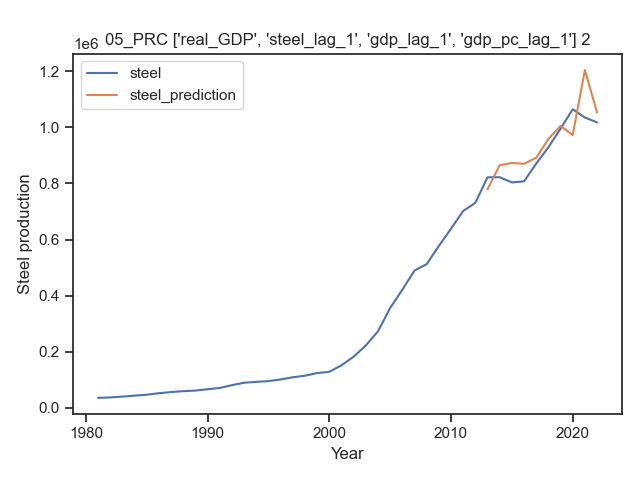 05_PRC ['real_GDP', 'steel_lag_1', 'gdp_lag_1', 'gdp_pc_lag_1'] 2
1e6
steel
steel_prediction
1.2
1.0
0.8
0.6
0.4
0.2
0.0
Steel production
1980 1990 2000 2010 2020
Year